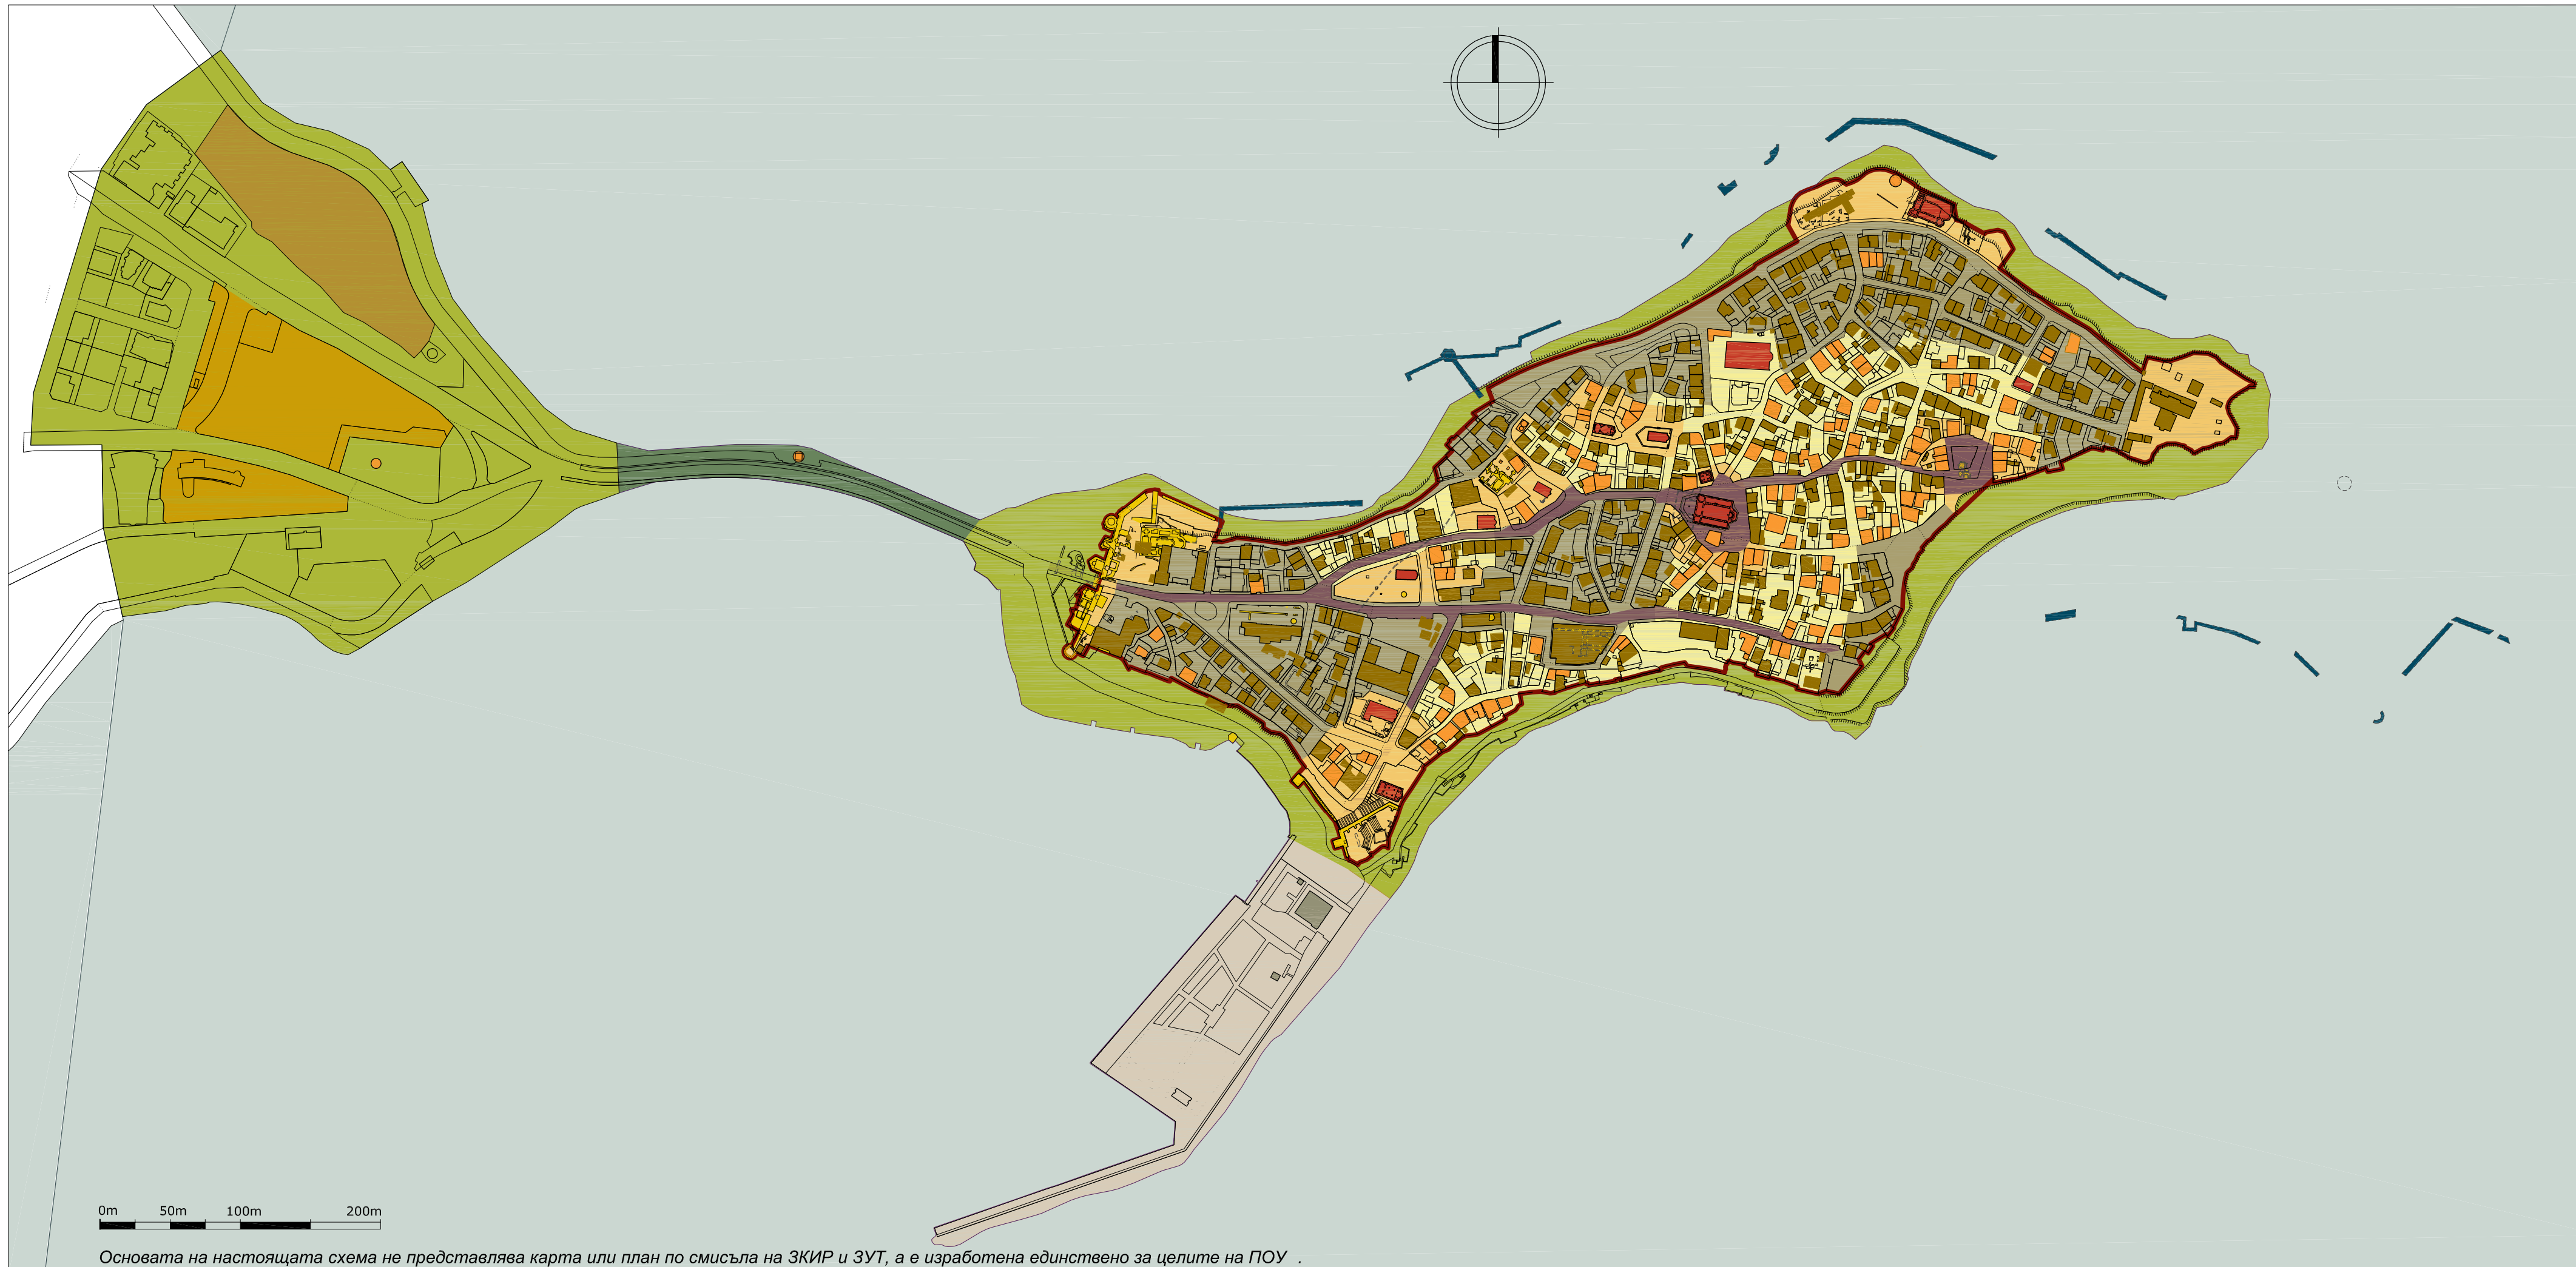 0m 50m 100m 200m
Основата на настоящата схема не представлява карта или план по смисъла на ЗКИР и ЗУТ, а е изработена единствено за целите на ПОУ .